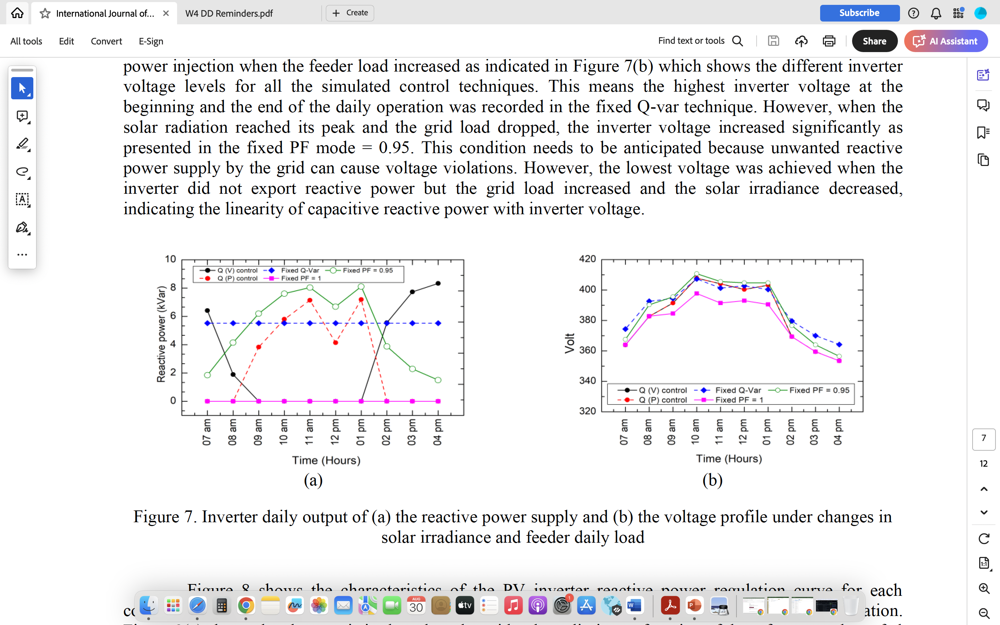 International Journal of...
W4 DD Reminders.pdf
Create
Subscribe
All tools
Edit
Convert
E-Sign
Find text or tools
Share
AI Assistant
power injection when the feeder load increased as indicated in Figure 7(b) which shows the different inverter
voltage levels for all the simulated control techniques. This means the highest inverter voltage at the
beginning and the end of the daily operation was recorded in the fixed Q-var technique. However, when the
solar radiation reached its peak and the grid load dropped, the inverter voltage increased significantly as
presented in the fixed PF mode = 0.95. This condition needs to be anticipated because unwanted reactive
power supply by the grid can cause voltage violations. However, the lowest voltage was achieved when the
inverter did not export reactive power but the grid load increased and the solar irradiance decreased,
indicating the linearity of capacitive reactive power with inverter voltage.
10
8
6
4
2
0
Reactive power (kVar)
Q (V) control
Fixed Q-Var
Fixed PF = 0.95
Q (P) control
Fixed PF = 1
07 am
08 am
09 am
10 am
11 am
12 pm
01 pm
02 pm
03 pm
04 pm
Time (Hours)
(a)
420
400
380
360
340
320
Volt
Q (V) control
Fixed Q-Var
Fixed PF = 0.95
Q (P) control
Fixed PF = 1
07 am
08 am
09 am
10 am
11 am
12 pm
01 pm
02 pm
03 pm
04 pm
Time (Hours)
(b)
Figure 7. Inverter daily output of (a) the reactive power supply and (b) the voltage profile under changes in
solar irradiance and feeder daily load
Figure 8 shows the characteristics of the PV inverter reactive power regulation curve for each
7
12
1:1
AUG
30
tv
1
W
P
ation.